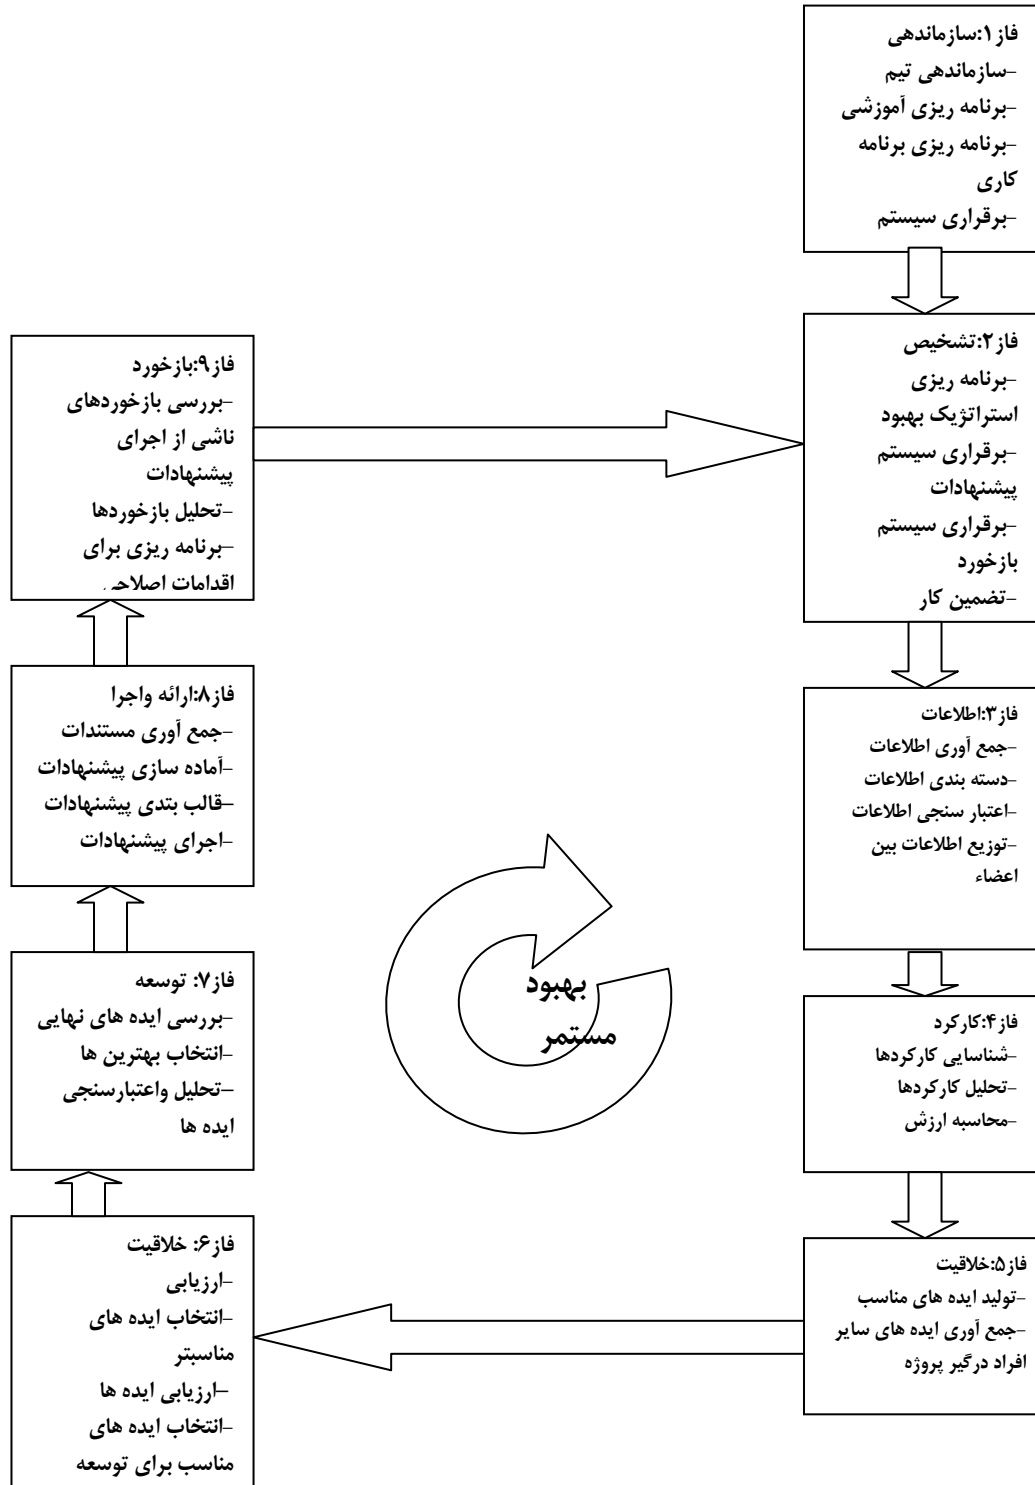 فاز۱:سازماندهی
-سازماندهی تیم
-برنامه ریزی آموزشی
-برنامه ریزی برنامه
کاری
-برقراری سیستم
فاز۲:تشخیص
-برنامه ریزی
استراتژیک بهبود
-برقراری سیستم
پیشنهادات
-برقراری سیستم
بازخورد
-تضمین کار
فاز۳:اطلاعات
-جمع آوری اطلاعات
-دسته بندی اطلاعات
-اعتبار سنجی اطلاعات
-توزیع اطلاعات بین
اعضاء
فاز۴:کارکرد
-شناسایی کارکردها
-تحلیل کارکردها
-محاسبه ارزش
فاز۵:خلاقیت
-تولید ایده های مناسب
-جمع آوری ایده های سایر
افراد درگیر پروژه
فاز۶: خلاقیت
-ارزیابی
-انتخاب ایده های
مناسبتر
-ارزیابی ایده ها
-انتخاب ایده های
مناسب برای توسعه
فاز۷: توسعه
-بررسی ایده های نهایی
-انتخاب بهترین ها
-تحلیل واعتبارسنجی
ایده ها
فاز۸:ارائه واجرا
-جمع آوری مستندات
-آماده سازی پیشنهادات
-قالب بتدی پیشنهادات
-اجرای پیشنهادات
فاز۹:بازخورد
-بررسی بازخوردهای
ناشی از اجرای
پیشنهادات
-تحلیل بازخوردها
-برنامه ریزی برای
اقدامات اصلاحی
بهبود
مستمر